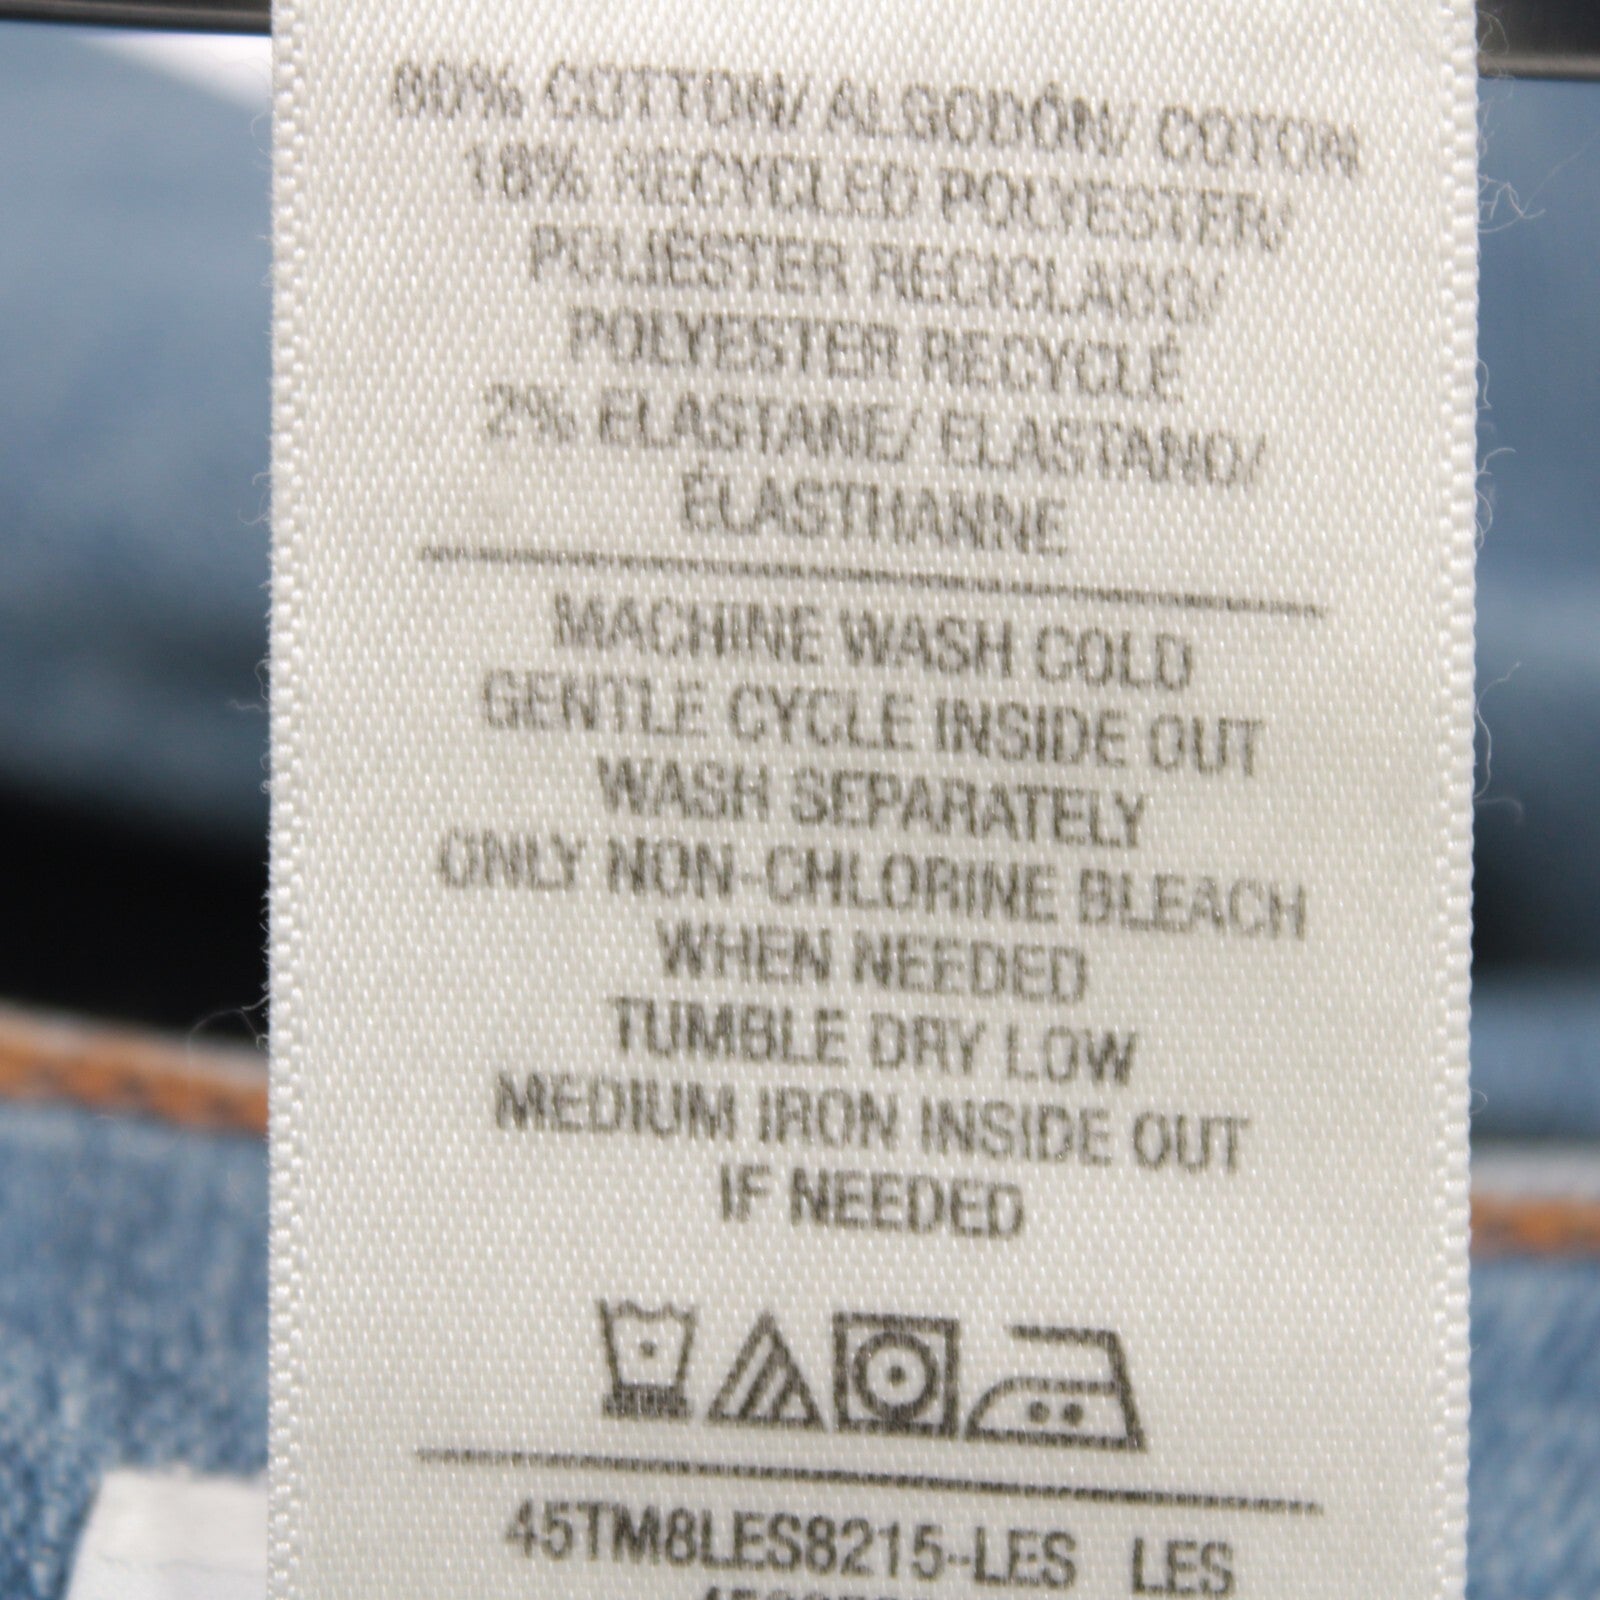 80% COTTON/ ALGODÓN/ COTON
18% RECYCLED POLYESTER/
POLIÉSTER RECICLADO/
POLYESTER RECYCLÉ
2% ELASTANE/ ELASTANO/
ÉLASTHANNE
MACHINE WASH COLD
GENTLE CYCLE INSIDE OUT
WASH SEPARATELY
ONLY NON-CHLORINE BLEACH
WHEN NEEDED
TUMBLE DRY LOW
MEDIUM IRON INSIDE OUT
IF NEEDED
45TM8LES8215-LES LES